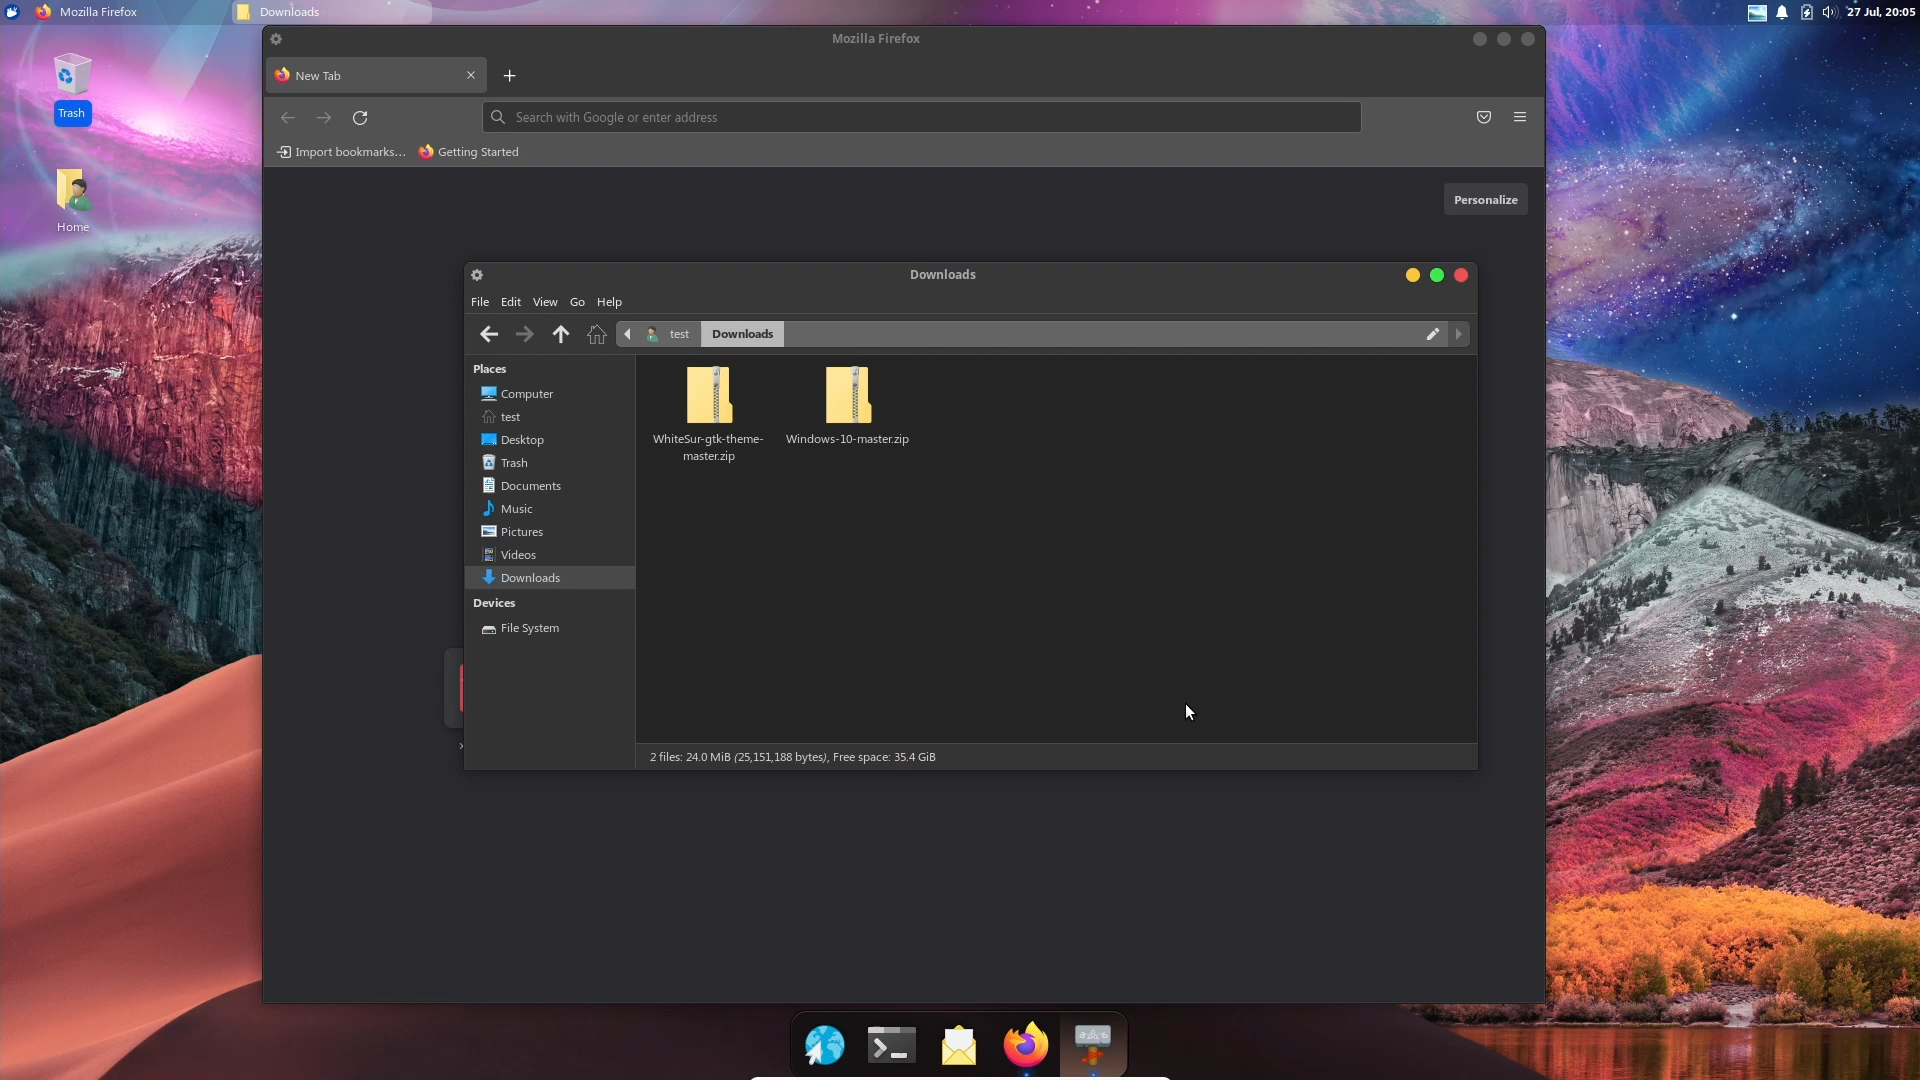 Mozilla Firefox
Downloads
27 Jul, 20:05
Trash
Home
Mozilla Firefox
New Tab
Search with Google or enter address
Import bookmarks...
Getting Started
Personalize
Downloads
File Edit View Go Help
test
Downloads
Places
Computer
test
Desktop
Trash
Documents
Music
Pictures
Videos
Downloads
Devices
File System
WhiteSur-gtk-theme-
master.zip
Windows-10-master.zip
2 files: 24.0 MiB (25,151,188 bytes), Free space: 35.4 GiB